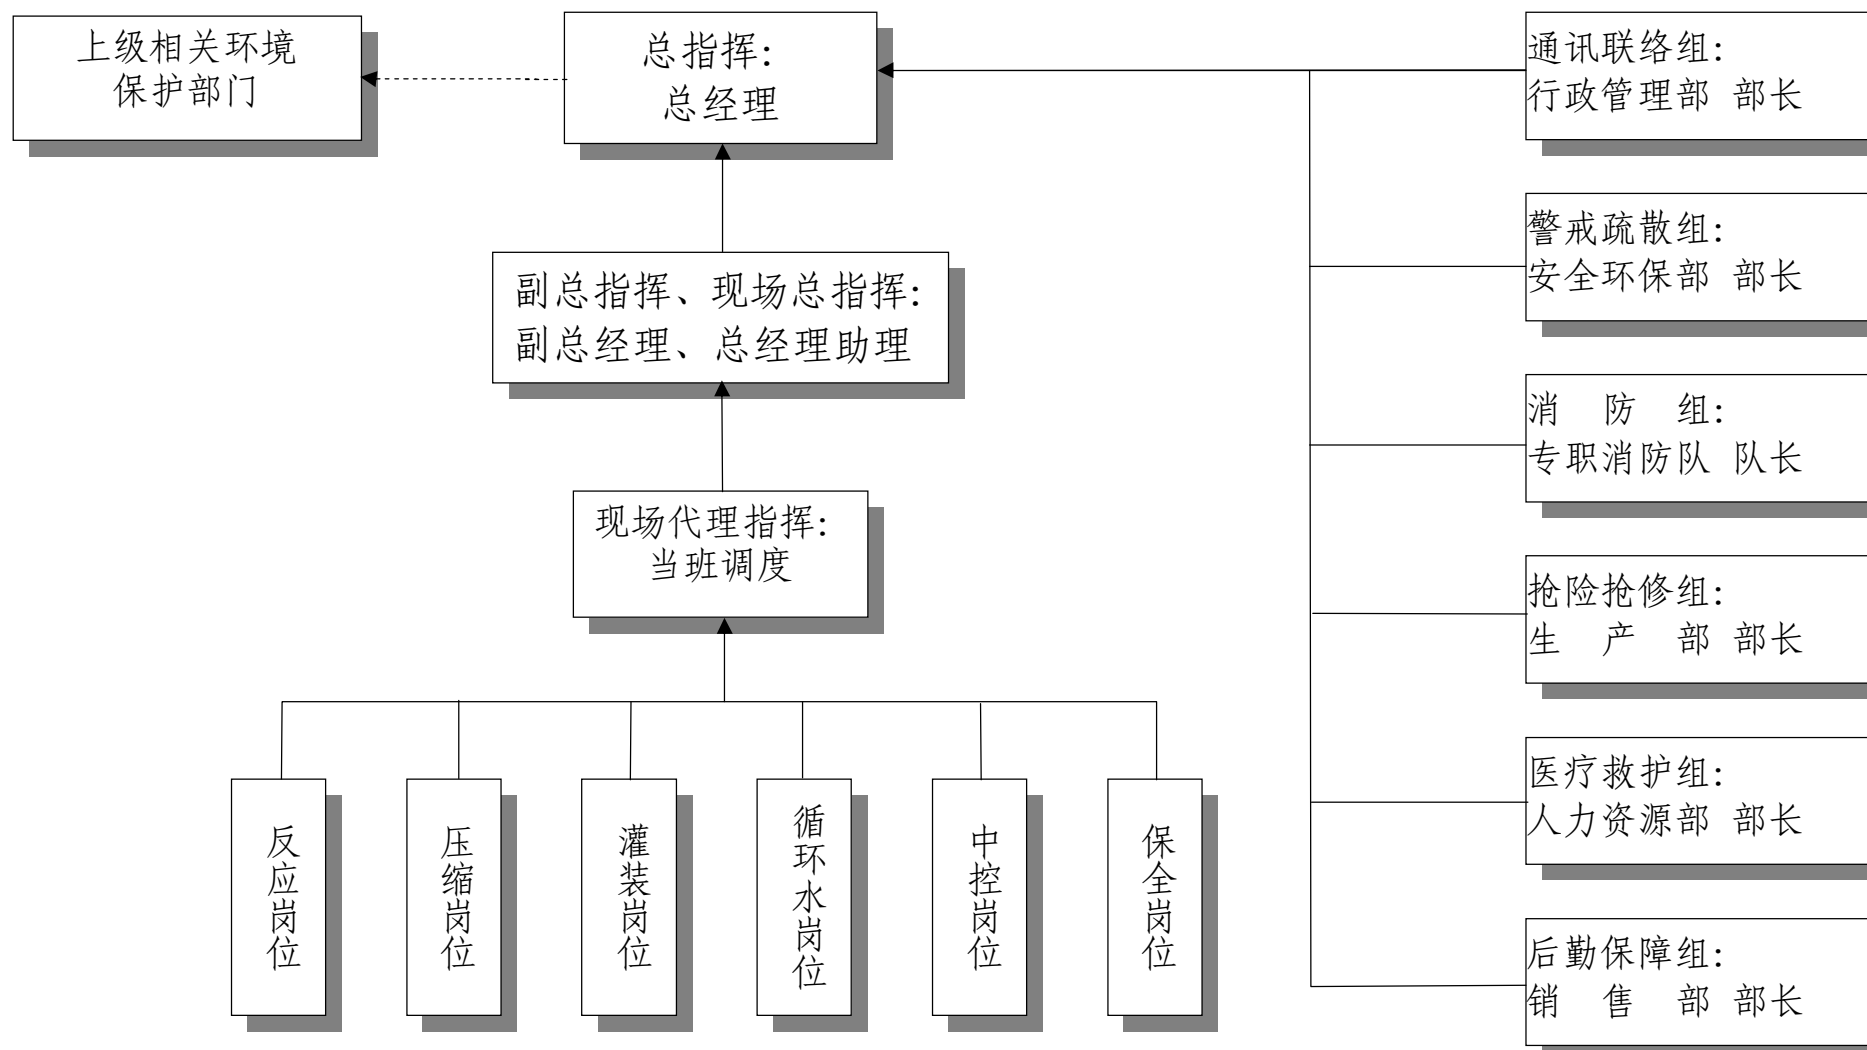 上级相关环境
保护部门
总指挥：
总经理
通讯联络组：
行政管理部 部长
警戒疏散组：
安全环保部 部长
副总指挥、现场总指挥：
副总经理、总经理助理
消 防 组：
专职消防队 队长
现场代理指挥：
当班调度
抢险抢修组：
生 产 部 部长
医疗救护组：
人力资源部 部长
后勤保障组：
销 售 部 部长
反应岗位
压缩岗位
灌装岗位
循环水岗位
中控岗位
保全岗位